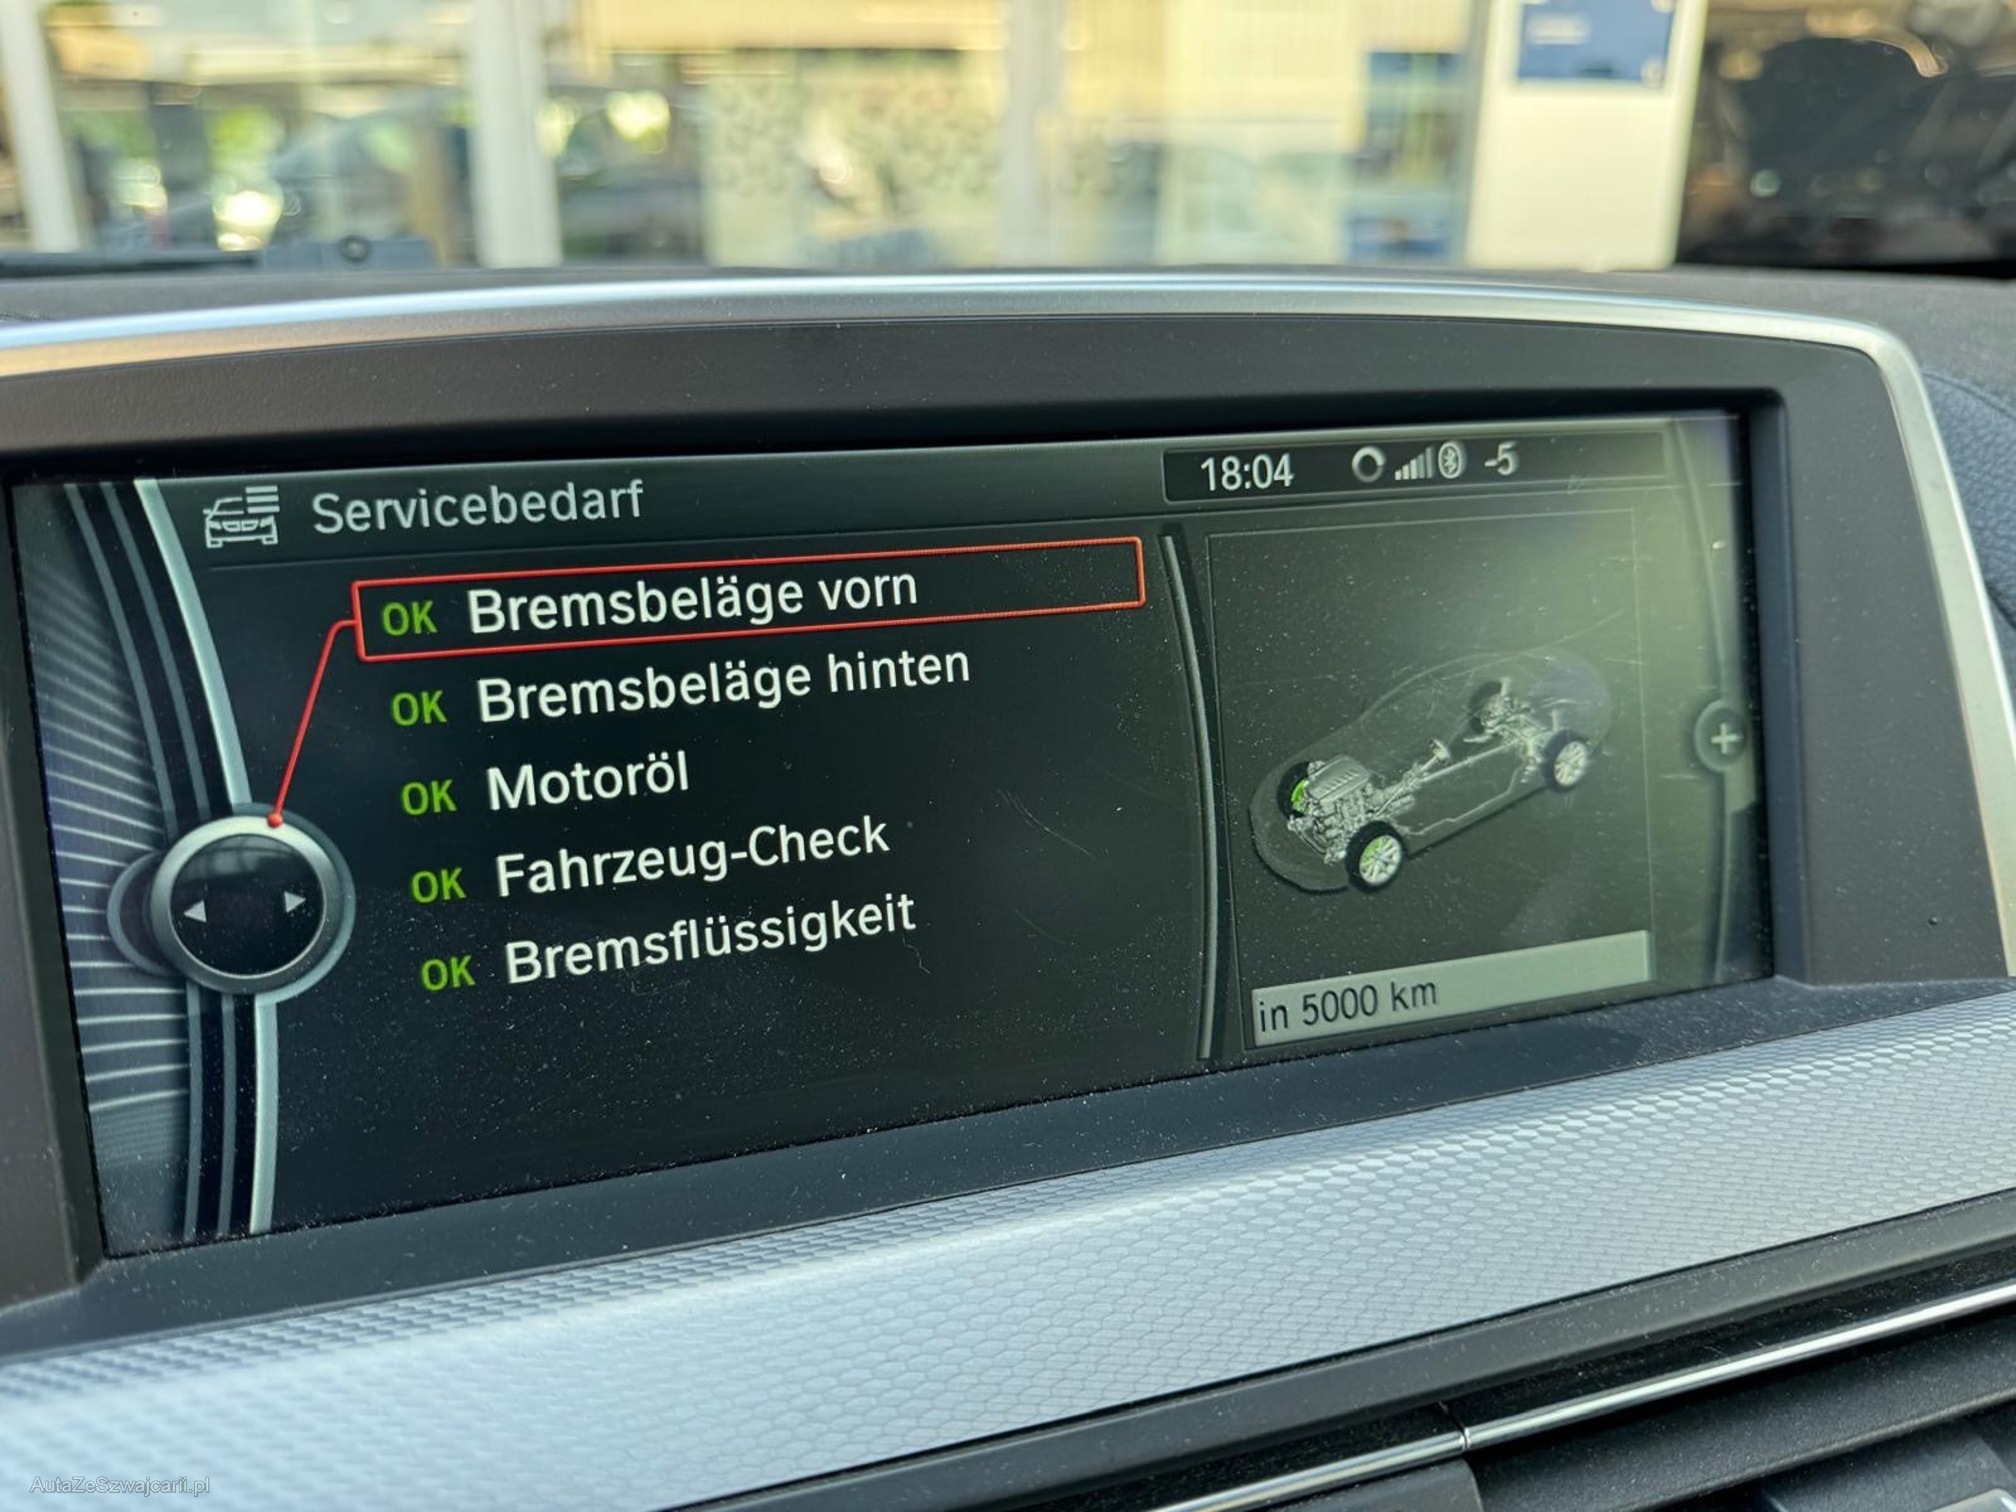 Servicebedarf
18:04 -5
OK Bremsbeläge vorn
OK Bremsbeläge hinten
OK Motoröl
OK Fahrzeug-Check
OK Bremsflüssigkeit
in 5000 km
AutaZeSzwajcarii.pl